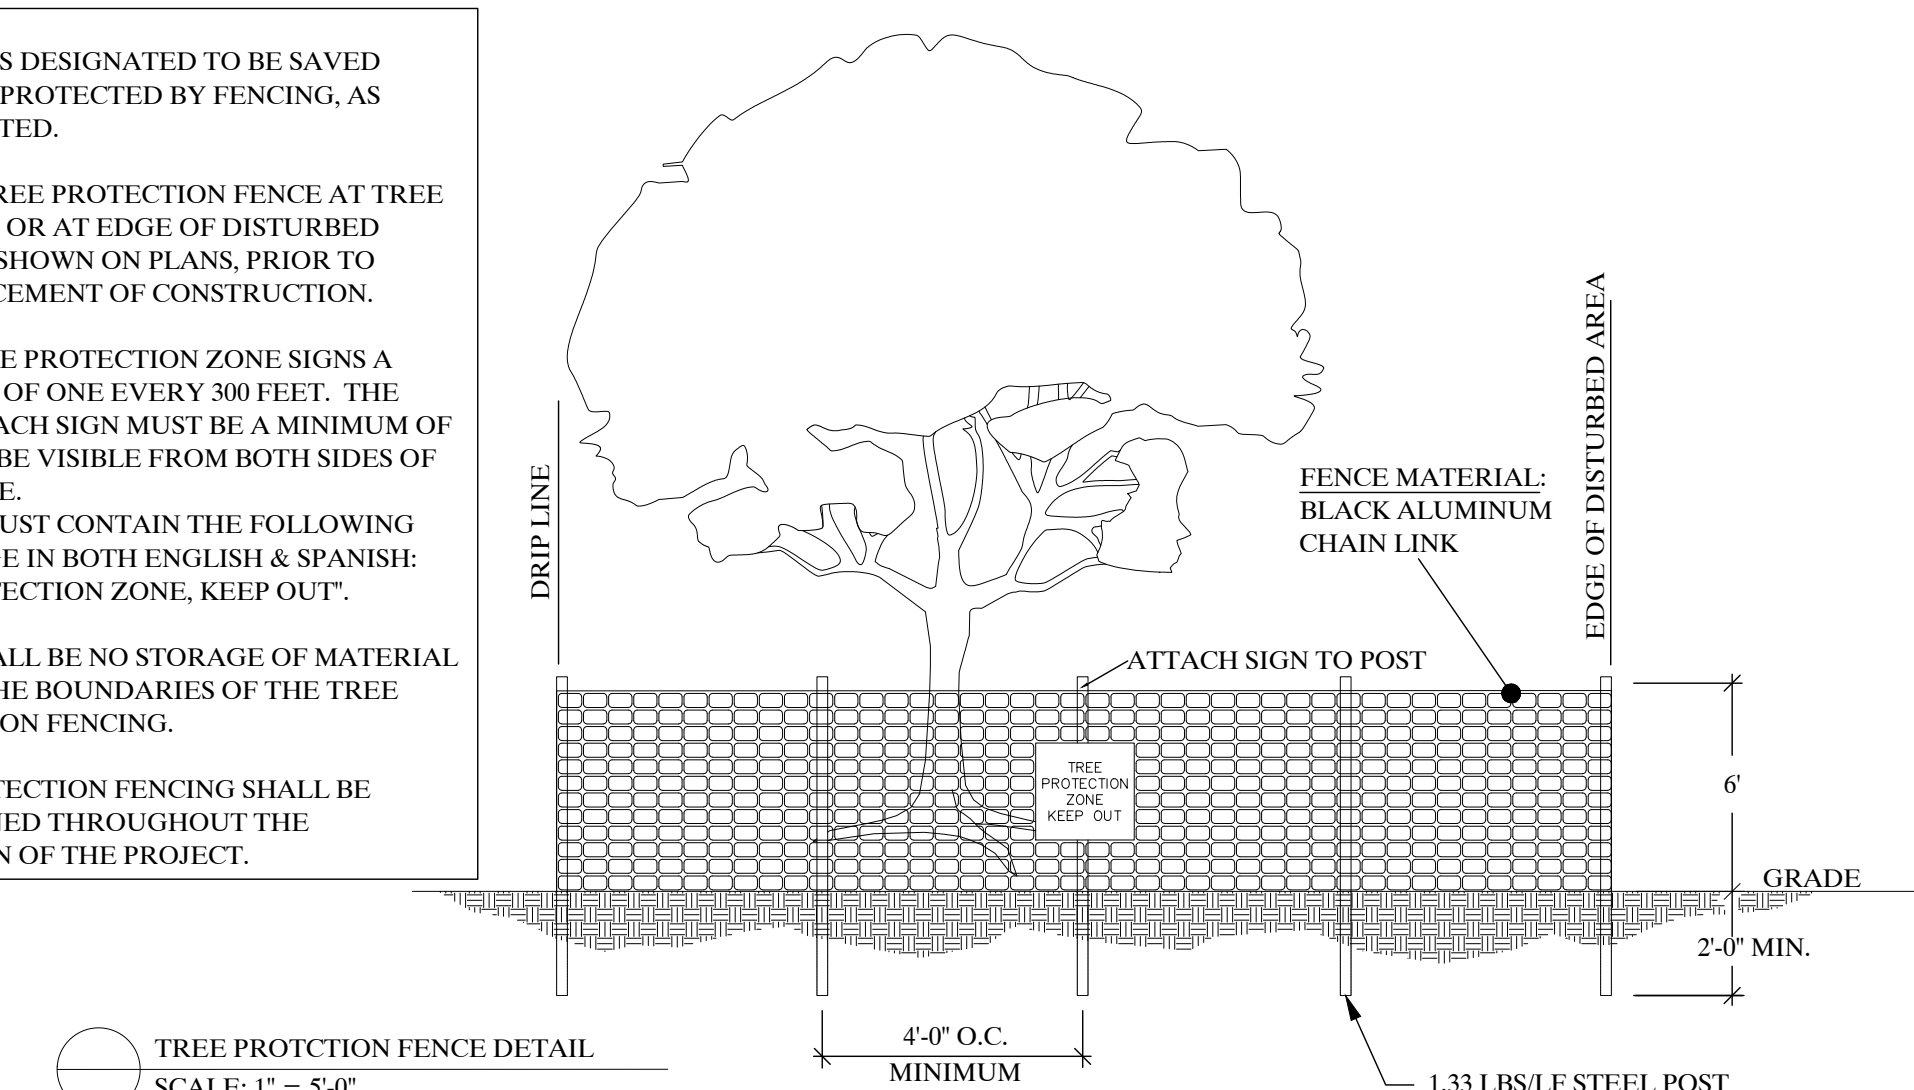 S DESIGNATED TO BE SAVED
PROTECTED BY FENCING, AS
TED.
REE PROTECTION FENCE AT TREE
OR AT EDGE OF DISTURBED
SHOWN ON PLANS, PRIOR TO
CEMENT OF CONSTRUCTION.
E PROTECTION ZONE SIGNS A
OF ONE EVERY 300 FEET. THE
ACH SIGN MUST BE A MINIMUM OF
BE VISIBLE FROM BOTH SIDES OF
E.
UST CONTAIN THE FOLLOWING
GE IN BOTH ENGLISH & SPANISH:
TECTION ZONE, KEEP OUT".
ALL BE NO STORAGE OF MATERIAL
HE BOUNDARIES OF THE TREE
ON FENCING.
TECTION FENCING SHALL BE
NED THROUGHOUT THE
N OF THE PROJECT.
DRIP LINE
EDGE OF DISTURBED AREA
FENCE MATERIAL:
BLACK ALUMINUM
CHAIN LINK
ATTACH SIGN TO POST
TREE
PROTECTION
ZONE
KEEP OUT
6'
GRADE
2'-0" MIN.
4'-0" O.C.
MINIMUM
1.33 LBS/LF STEEL POST
TREE PROTCTION FENCE DETAIL
SCALE: 1" = 5'-0"